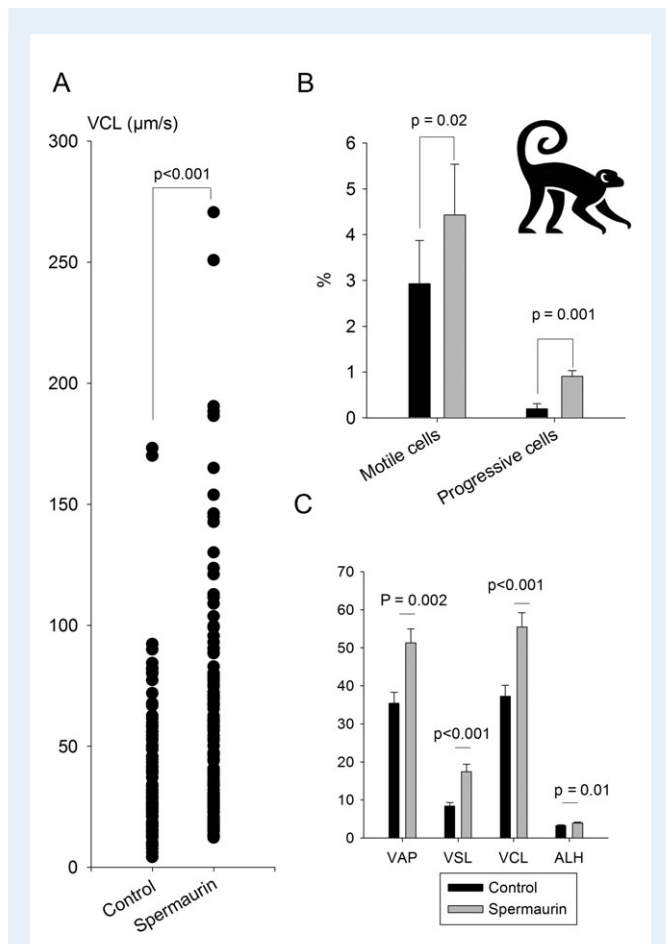 A
VCL (µm/s)
300
250
200
150
100
50
0
p<0.001
Control
Spermaurin
B
p = 0.02
6
5
4
3
2
1
0
%
p = 0.001
Motile cells
Progressive cells
C
70
60
50
40
30
20
10
0
P = 0.002
p<0.001
p<0.001
p = 0.01
VAP VSL VCL ALH
Control
Spermaurin